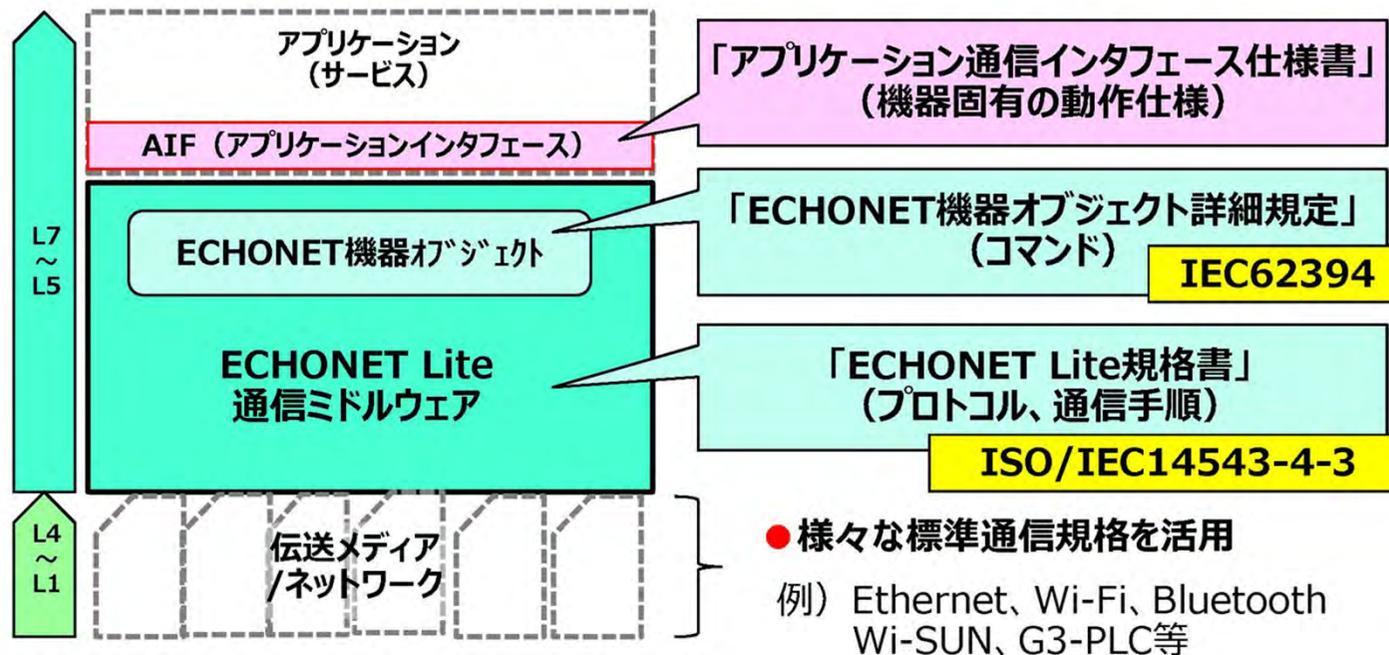 アプリケーション
（サービス）
AIF（アプリケーションインタフェース）
「アプリケーション通信インタフェース仕様書」
（機器固有の動作仕様）
L7
～
L5
ECHONET機器ｵﾌﾞｼﾞｪｸﾄ
「ECHONET機器オブジェクト詳細規定」
（コマンド）
IEC62394
ECHONET Lite
通信ミドルウェア
「ECHONET Lite規格書」
（プロトコル、通信手順）
ISO/IEC14543-4-3
L4
～
L1
伝送メディア
/ネットワーク
●様々な標準通信規格を活用
例）Ethernet、Wi-Fi、Bluetooth
Wi-SUN、G3-PLC等